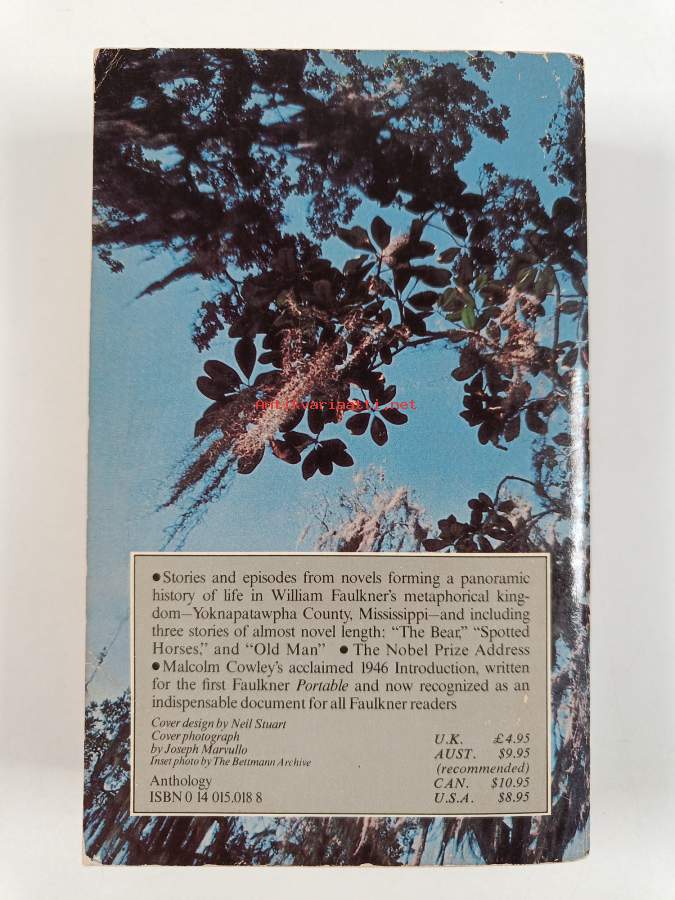 Antikvariatti.net
●Stories and episodes from novels forming a panoramic
history of life in William Faulkner's metaphorical king-
dom—Yoknapatawpha County, Mississippi—and including
three stories of almost novel length: “The Bear,” “Spotted
Horses,” and “Old Man” ● The Nobel Prize Address
● Malcolm Cowley's acclaimed 1946 Introduction, written
for the first Faulkner Portable and now recognized as an
indispensable document for all Faulkner readers
Cover design by Neil Stuart
Cover photograph
by Joseph Marvullo
Inset photo by The Bettmann Archive
Anthology
ISBN 0 14 015.018 8
U.K. £4.95
AUST. $9.95
(recommended)
CAN. $10.95
U.S.A. $8.95